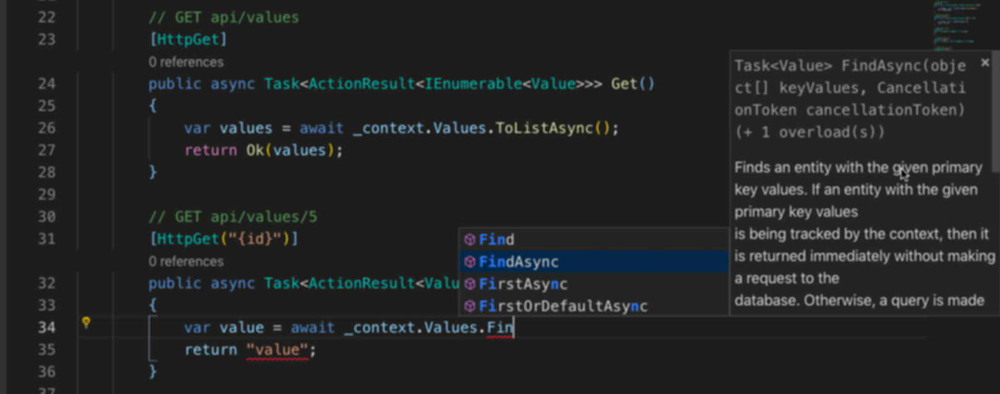 22 // GET api/values
23 [HttpGet]
0 references
24 public async Task<ActionResult<IEnumerable<Value>>> Get()
25 {
26 var values = await _context.Values.ToListAsync();
27 return Ok(values);
28 }
29
30 // GET api/values/5
31 [HttpGet("{id}")]
0 references
32 public async Task<ActionResult<Valu
33 {
34 var value = await _context.Values.Fin
35 return "value";
36 }
37
Find
FindAsync
FirstAsync
FirstOrDefaultAsync
Task<Value> FindAsync(obje
ct[] keyValues, Cancellati
onToken cancellationToken)
(+ 1 overload(s))
Finds an entity with the given primary
key values. If an entity with the given
primary key values
is being tracked by the context, then it
is returned immediately without making
a request to the
database. Otherwise, a query is made